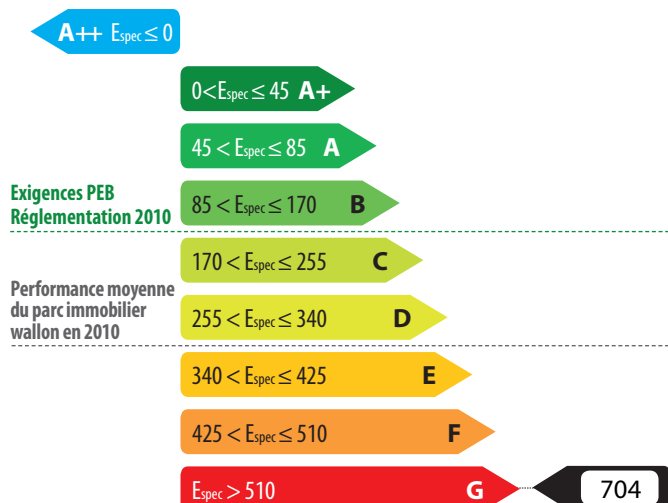 A++ Espec ≤ 0
0<Espec ≤ 45 A+
45 < Espec ≤ 85 A
Exigences PEB
Réglementation 2010
85 < Espec ≤ 170 B
170 < Espec ≤ 255 C
Performance moyenne
du parc immobilier
wallon en 2010
255 < Espec ≤ 340 D
340 < Espec ≤ 425 E
425 < Espec ≤ 510 F
Espec > 510 G
704